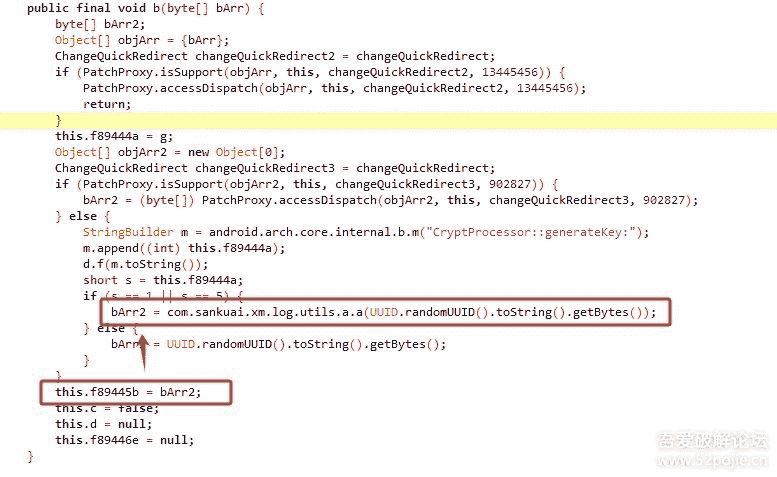 public final void b(byte[] bArr) {
byte[] bArr2;
Object[] objArr = {bArr};
ChangeQuickRedirect changeQuickRedirect2 = changeQuickRedirect;
if (PatchProxy.isSupport(objArr, this, changeQuickRedirect2, 13445456)) {
PatchProxy.accessDispatch(objArr, this, changeQuickRedirect2, 13445456);
return;
}
this.f89444a = g;
Object[] objArr2 = new Object[0];
ChangeQuickRedirect changeQuickRedirect3 = changeQuickRedirect;
if (PatchProxy.isSupport(objArr2, this, changeQuickRedirect3, 902827)) {
bArr2 = (byte[]) PatchProxy.accessDispatch(objArr2, this, changeQuickRedirect3, 902827);
} else {
StringBuilder m = android.arch.core.internal.b.m("CryptProcessor::generateKey:");
m.append((int) this.f89444a);
d.f(m.toString());
short s = this.f89444a;
if (s == 1 || s == 5) {
bArr2 = com.sankuai.xm.log.utils.a.a(UUID.randomUUID().toString().getBytes());
} else {
bArr2 = UUID.randomUUID().toString().getBytes();
}
}
this.f89445b = bArr2;
this.c = false;
this.d = null;
this.f89446e = null;
}
吾爱破解论坛
www.52pojie.cn